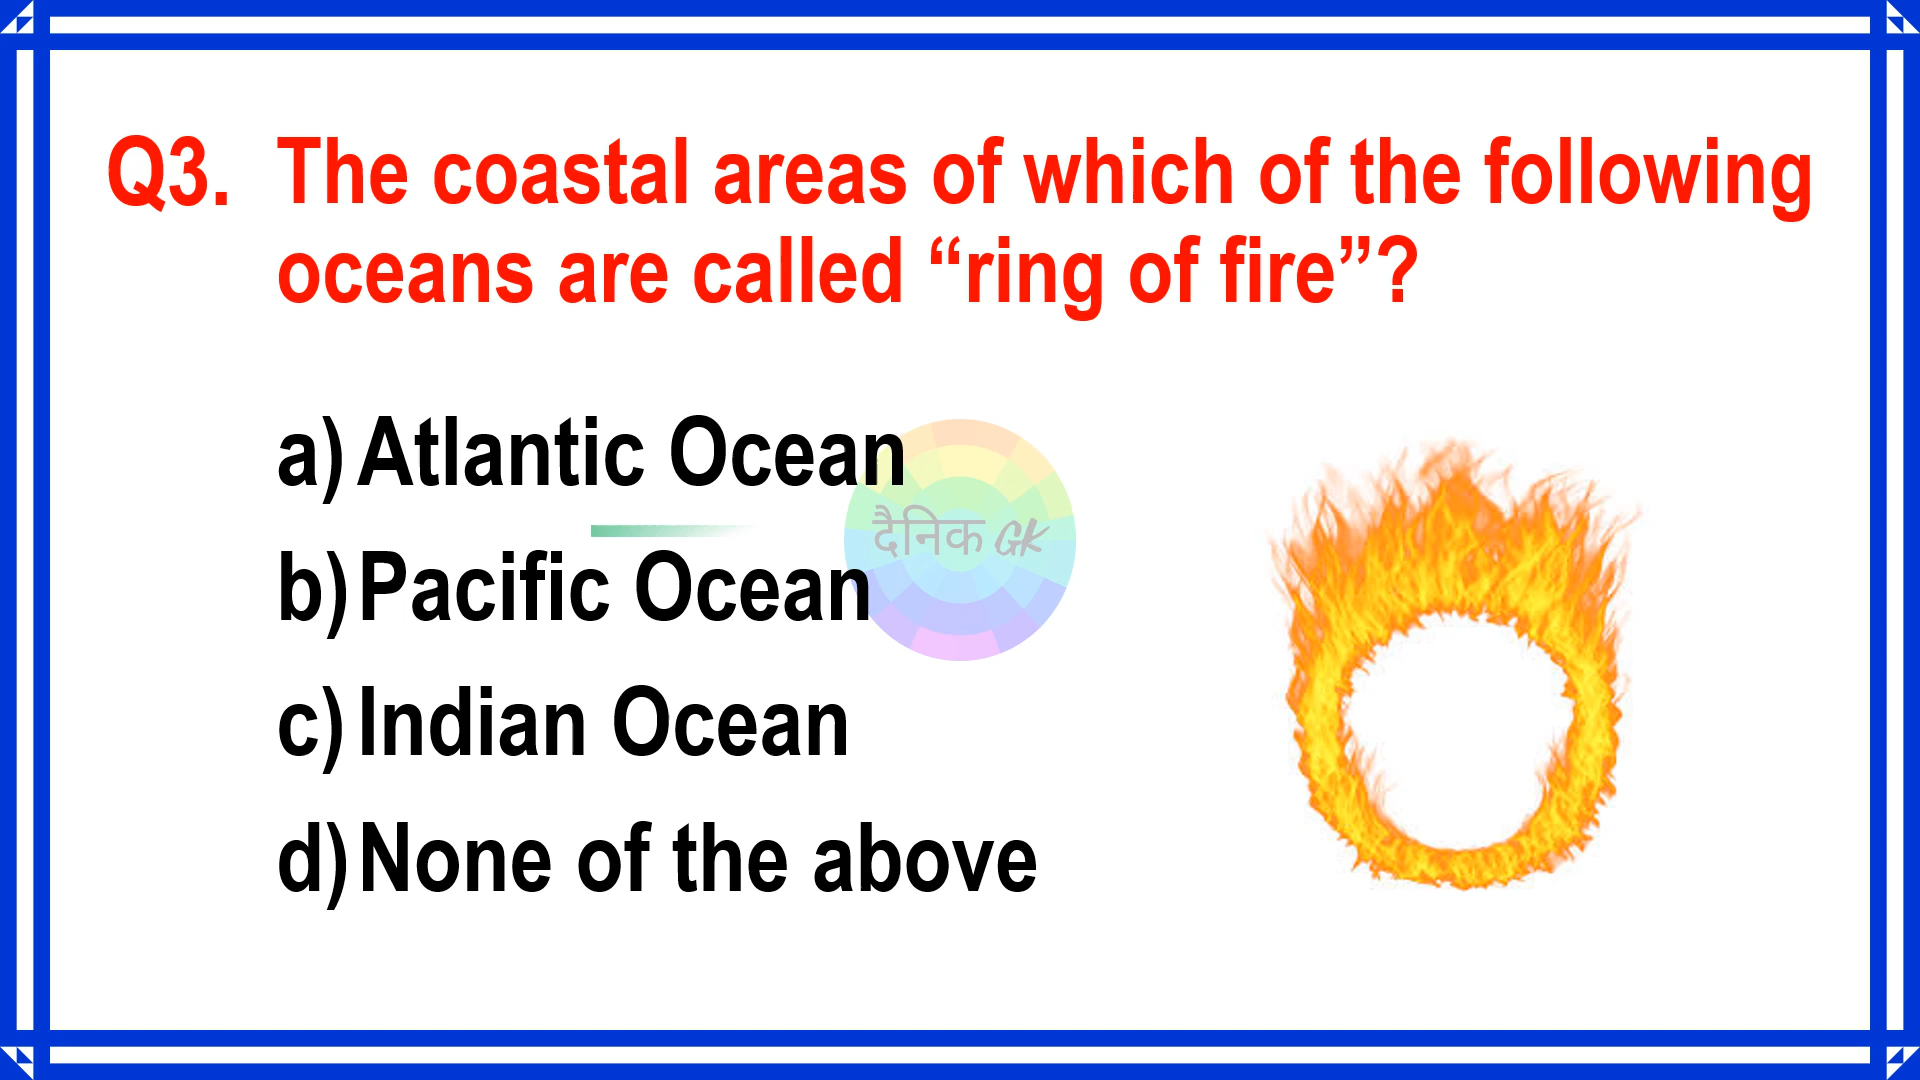 Q3. The coastal areas of which of the following
oceans are called “ring of fire”?
a) Atlantic Ocean
दैनिक GK
b) Pacific Ocean
c) Indian Ocean
d) None of the above